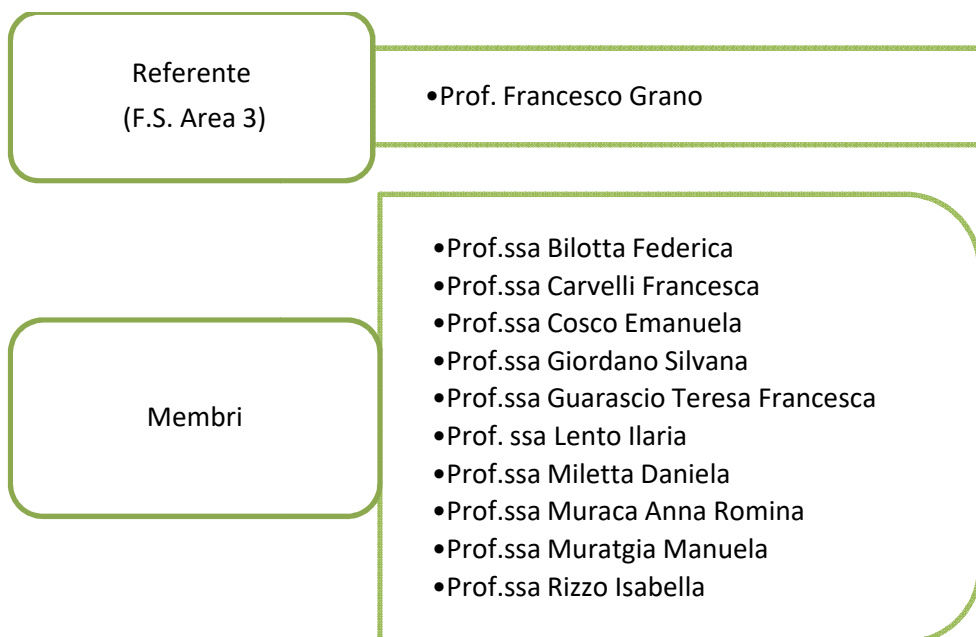 Referente
(F.S. Area 3)
•Prof. Francesco Grano
Membri
•Prof.ssa Bilotta Federica
•Prof.ssa Carvelli Francesca
•Prof.ssa Cosco Emanuela
•Prof.ssa Giordano Silvana
•Prof.ssa Guarascio Teresa Francesca
•Prof. ssa Lento Ilaria
•Prof.ssa Miletta Daniela
•Prof.ssa Muraca Anna Romina
•Prof.ssa Muratgia Manuela
•Prof.ssa Rizzo Isabella